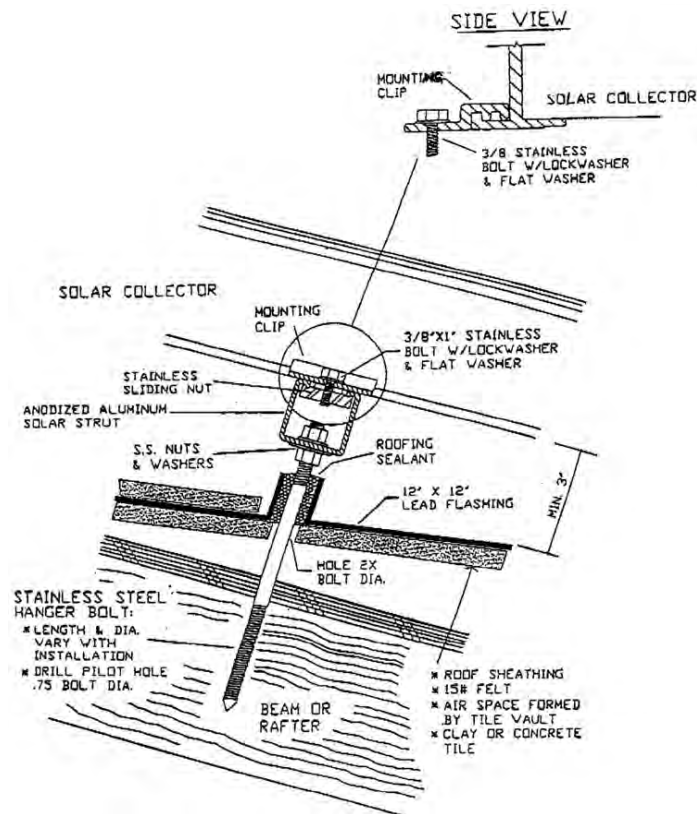 SIDE VIEW
MOUNTING
CLIP
SOLAR COLLECTOR
3/8 STAINLESS
BOLT W/LOCKWASHER
& FLAT WASHER
SOLAR COLLECTOR
MOUNTING
CLIP
3/8"X1" STAINLESS
BOLT W/LOCKWASHER
& FLAT WASHER
STAINLESS
SLIDING NUT
ANODIZED ALUMINUM
SOLAR STRUT
S.S. NUTS
& WASHERS
ROOFING
SEALANT
12" X 12"
LEAD FLASHING
MIN. 3"
HOLE 2X
BOLT DIA.
STAINLESS STEEL
HANGER BOLT:
* LENGTH & DIA.
VARY WITH
INSTALLATION
* DRILL PILOT HOLE
.75 BOLT DIA.
BEAM OR
RAFTER
* ROOF SHEATHING
* 15# FELT
* AIR SPACE FORMED
BY TILE VAULT
* CLAY OR CONCRETE
TILE